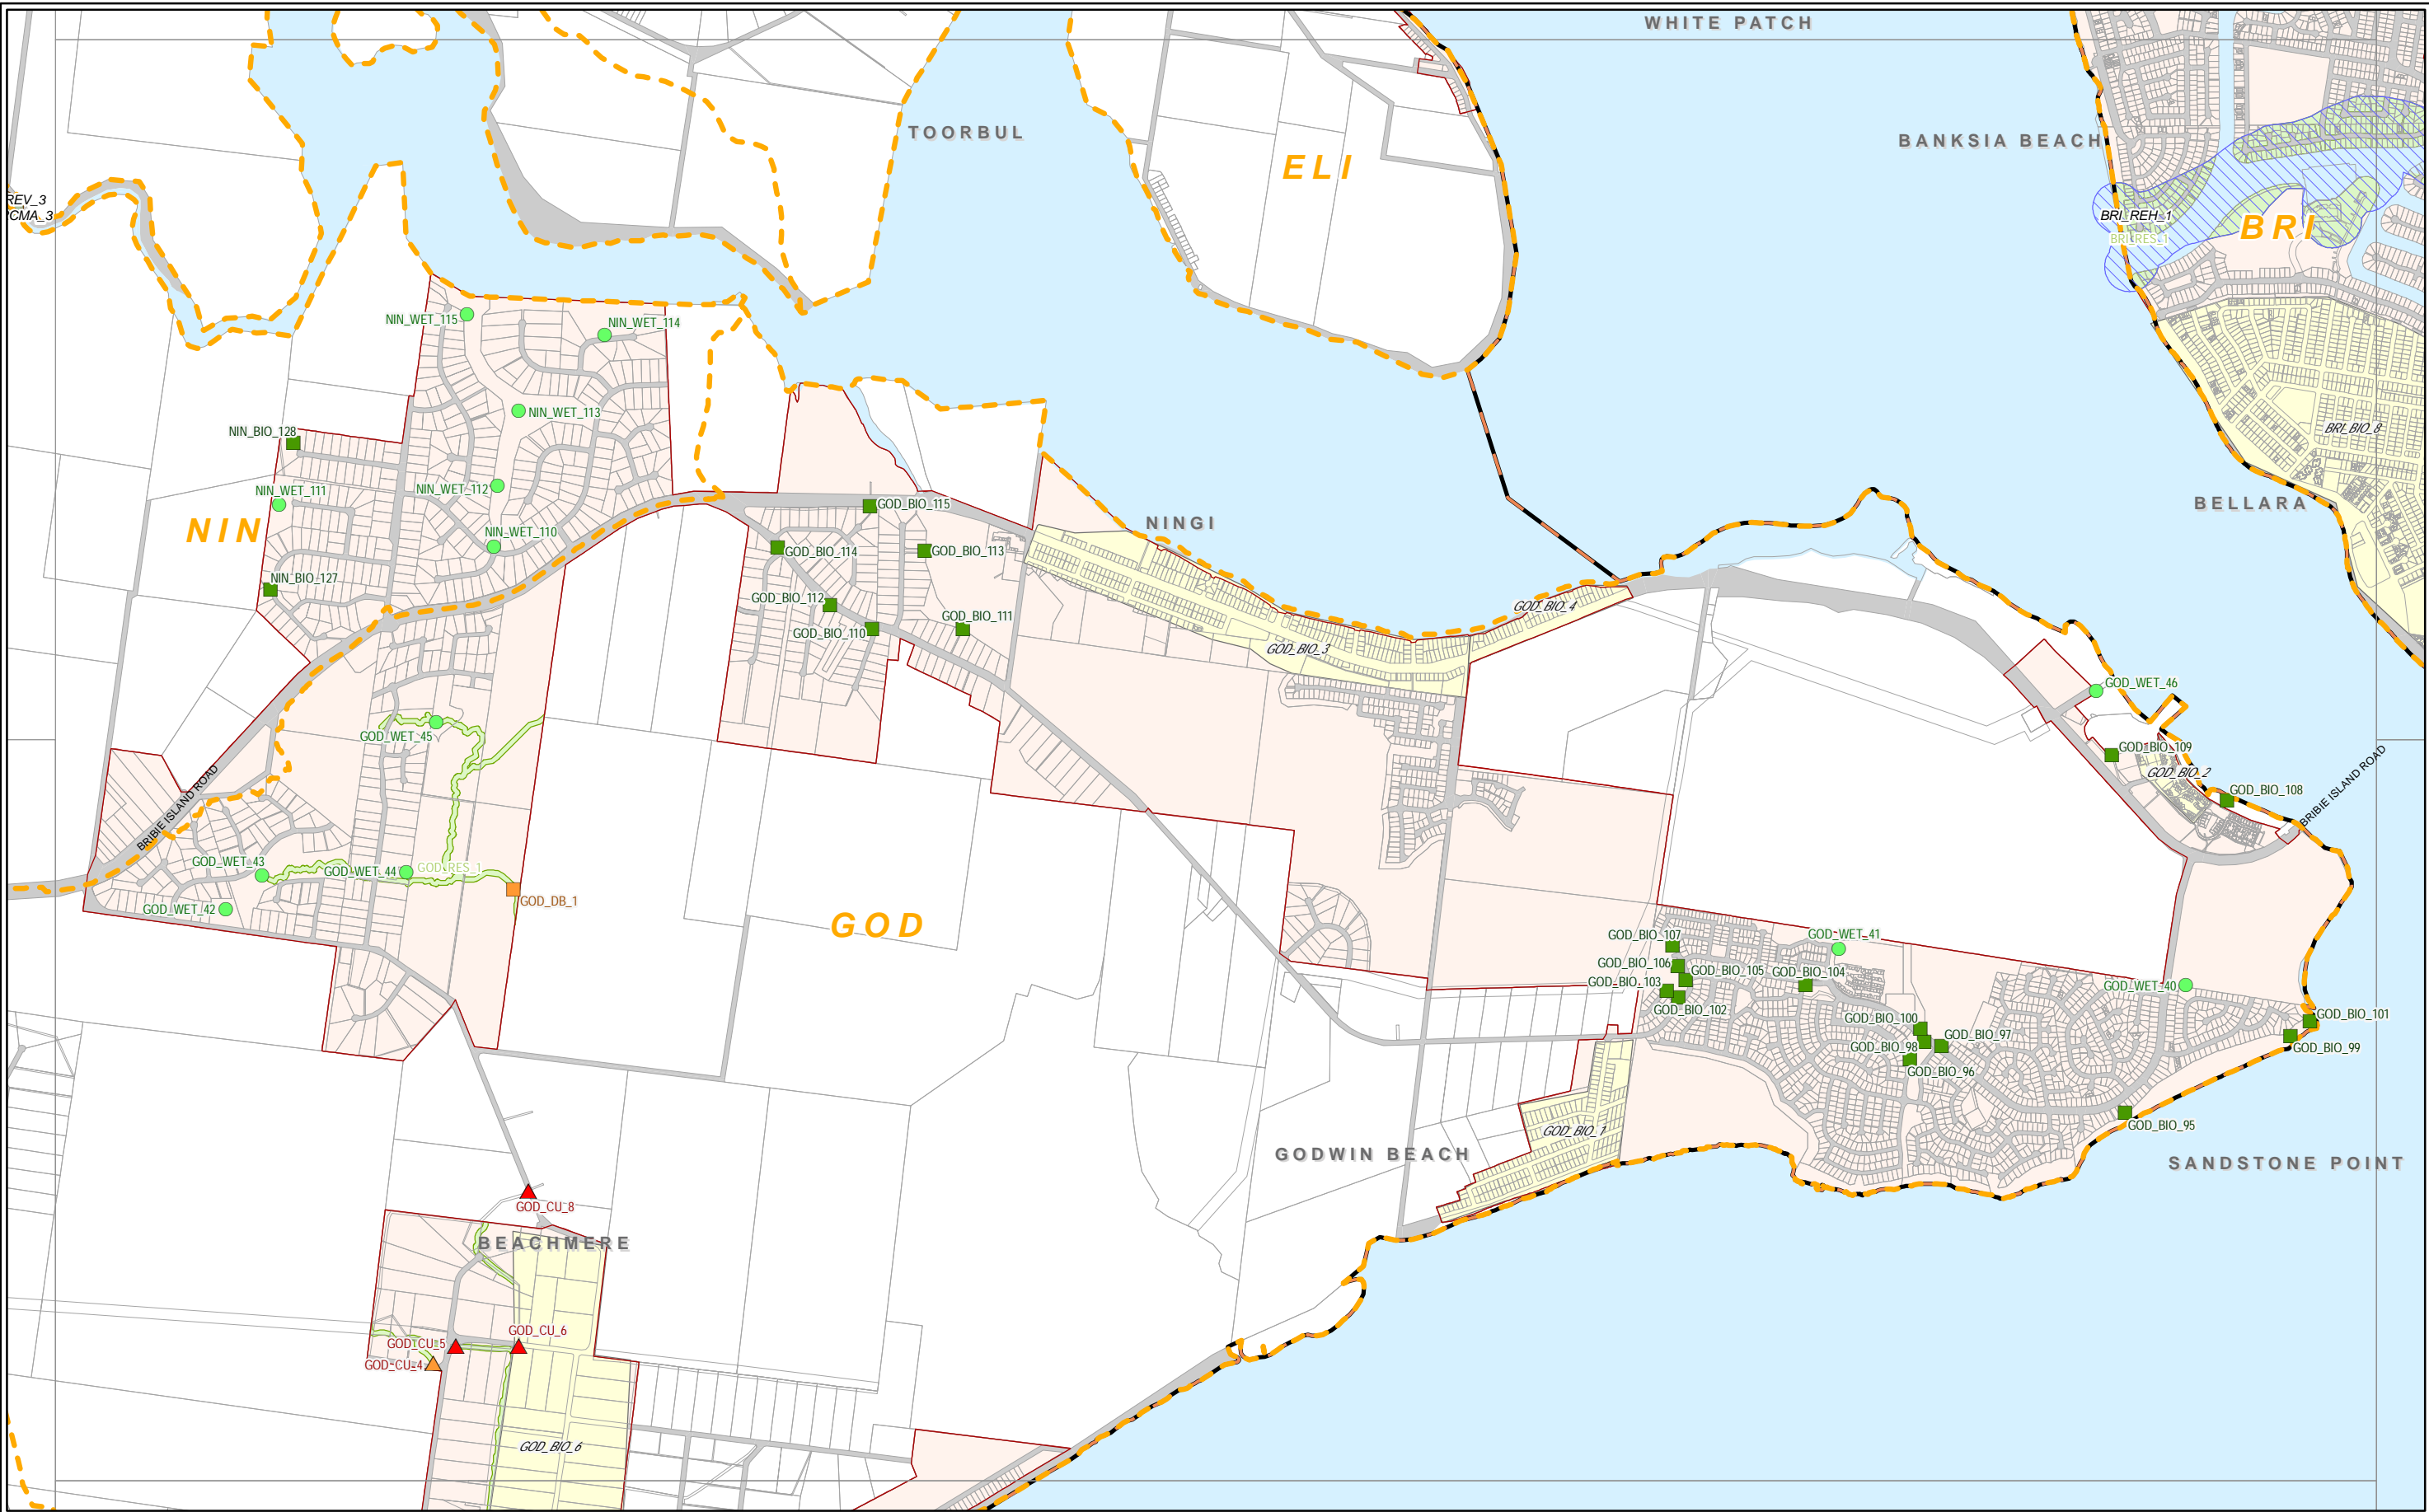 WHITE PATCH
TOORBUL
BANKSIA BEACH
ELI
REV_3
CMA_3
BRI_REH_1
BRI
BRI_RES_1
NIN_WET_115
NIN_WET_114
NIN_WET_113
NIN_BIO_128
BRI_BIO_8
NIN_WET_111
NIN_WET_112
GOD_BIO_115
BELLARA
NIN
NINGI
NIN_WET_110
GOD_BIO_114
GOD_BIO_113
NIN_BIO_127
GOD_BIO_112
GOD_BIO_4
GOD_BIO_111
GOD_BIO_110
GOD_BIO_3
GOD_WET_46
GOD_WET_45
GOD_BIO_109
GOD_BIO_2
BRIBIE ISLAND ROAD
GOD_BIO_108
BRIBIE ISLAND ROAD
GOD_WET_43
GOD_WET_44
GOD_RES_1
GOD_DB_1
GOD_WET_42
GOD
GOD_BIO_107
GOD_WET_41
GOD_BIO_106
GOD_BIO_105
GOD_BIO_104
GOD_BIO_103
GOD_WET_40
GOD_BIO_102
GOD_BIO_100
GOD_BIO_101
GOD_BIO_97
GOD_BIO_98
GOD_BIO_99
GOD_BIO_96
GOD_BIO_95
GOD_BIO_1
GODWIN BEACH
SANDSTONE POINT
GOD_CU_8
BEACHMERE
GOD_CU_6
GOD_CU_5
GOD_CU_4
GOD_BIO_6